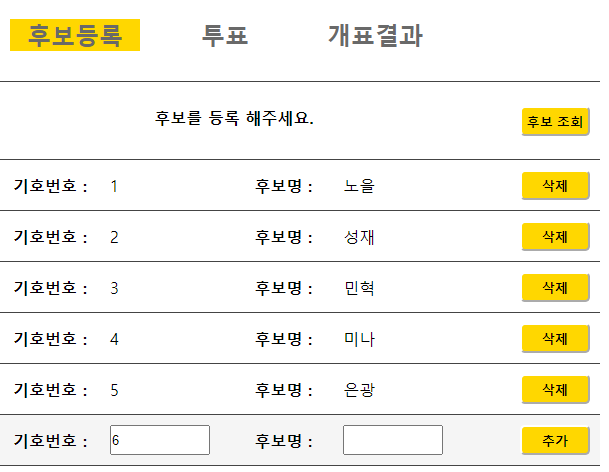 후보등록 투표 개표결과
후보를 등록 해주세요. 후보 조회
기호번호 : 1 후보명 : 노을 삭제
기호번호 : 2 후보명 : 성재 삭제
기호번호 : 3 후보명 : 민혁 삭제
기호번호 : 4 후보명 : 미나 삭제
기호번호 : 5 후보명 : 은광 삭제
기호번호 : 6 후보명 : 추가